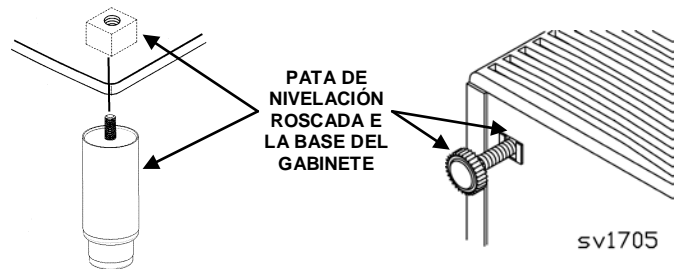 PATA DE
NIVELACIÓN
ROSCADA E
LA BASE DEL
GABINETE
sv1705